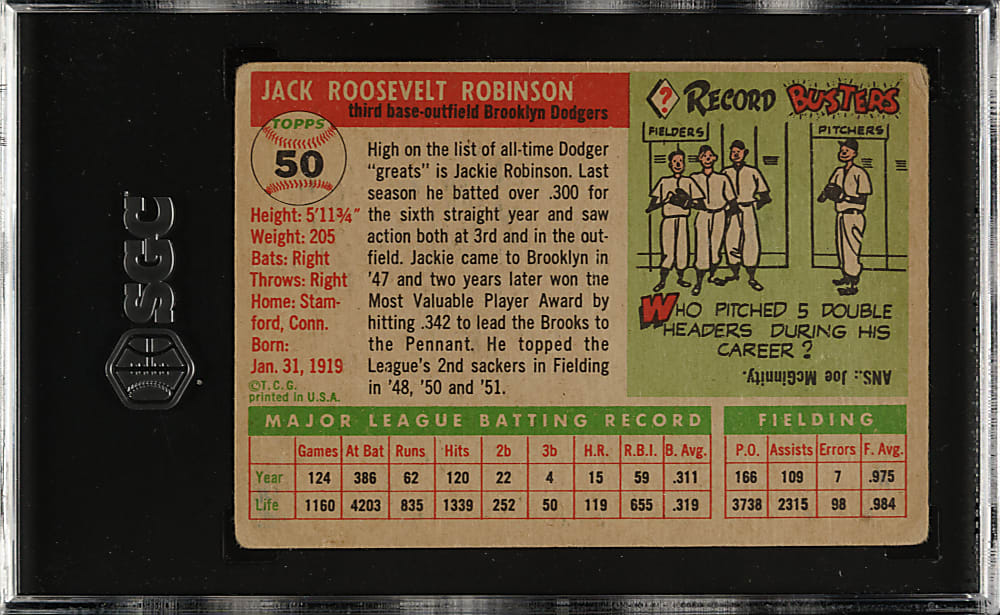 SGC
JACK ROOSEVELT ROBINSON
third base-outfield Brooklyn Dodgers
TOPPS
50
Height: 5'11¾"
Weight: 205
Bats: Right
Throws: Right
Home: Stam-
ford, Conn.
Born:
Jan. 31, 1919
©T.C.G.
printed in U.S.A.
High on the list of all-time Dodger
"greats" is Jackie Robinson. Last
season he batted over .300 for
the sixth straight year and saw
action both at 3rd and in the out-
field. Jackie came to Brooklyn in
'47 and two years later won the
Most Valuable Player Award by
hitting .342 to lead the Brooks to
the Pennant. He topped the
League's 2nd sackers in Fielding
in '48, '50 and '51.
? RECORD BUSTERS
FIELDERS
PITCHERS
WHO PITCHED 5 DOUBLE
HEADERS DURING HIS
CAREER?
ANS.: Joe McGinnity.
MAJOR LEAGUE BATTING RECORD
Games At Bat Runs Hits 2b 3b H.R. R.B.I. B. Avg.
Year 124 386 62 120 22 4 15 59 .311
Life 1160 4203 835 1339 252 50 119 655 .319
FIELDING
P.O. Assists Errors F. Avg.
166 109 7 .975
3738 2315 98 .984